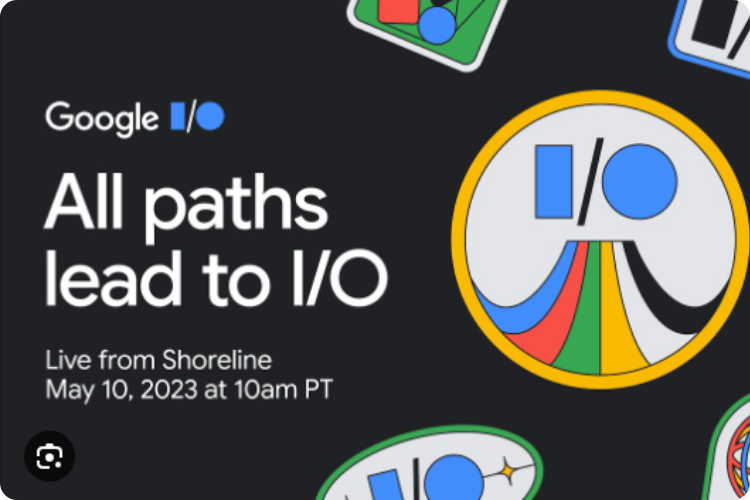 Google I/O
All paths
lead to I/O
Live from Shoreline
May 10, 2023 at 10am PT
I/O
I/O